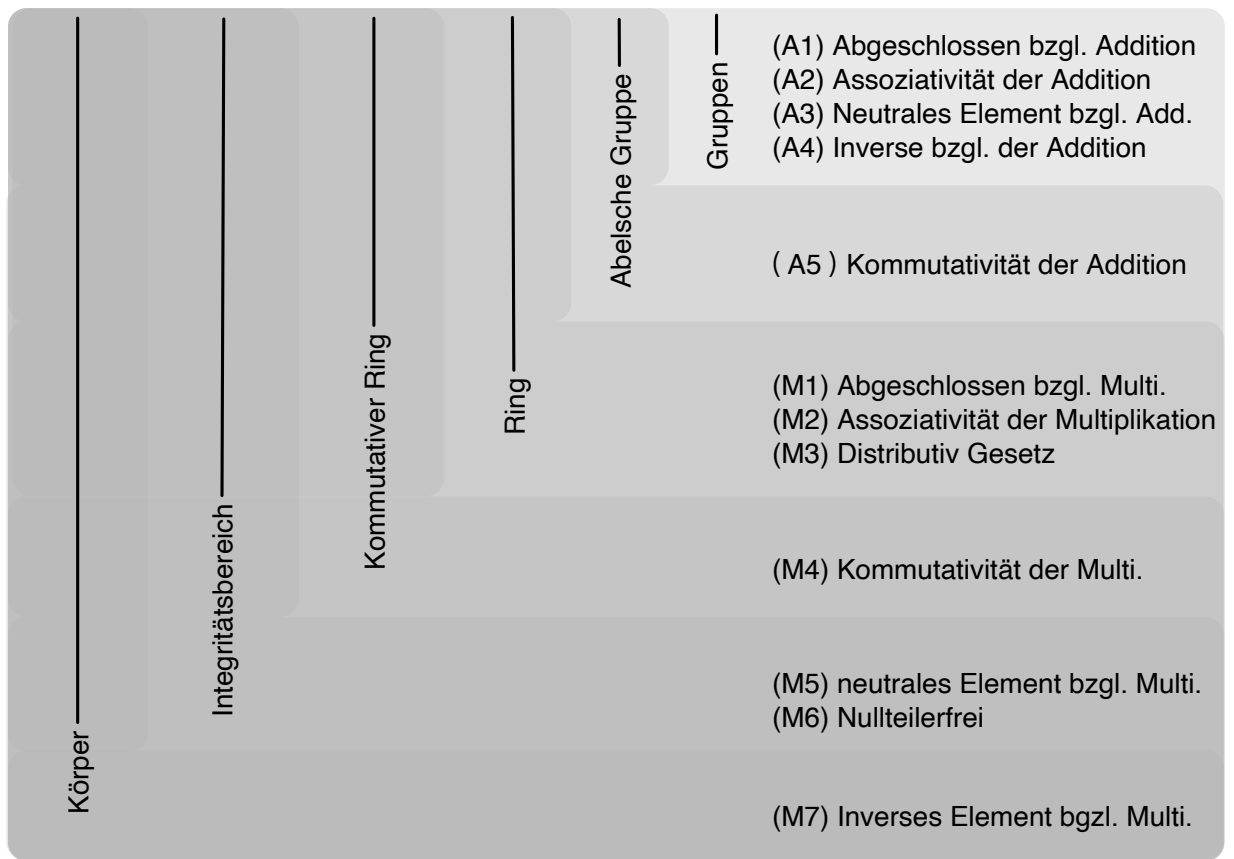 (A1) Abgeschlossen bzgl. Addition
(A2) Assoziativität der Addition
(A3) Neutrales Element bzgl. Add.
(A4) Inverse bzgl. der Addition
Gruppen
Abelsche Gruppe
( A5 ) Kommutativität der Addition
Ring
(M1) Abgeschlossen bzgl. Multi.
(M2) Assoziativität der Multiplikation
(M3) Distributiv Gesetz
Kommutativer Ring
(M4) Kommutativität der Multi.
Integritätsbereich
(M5) neutrales Element bzgl. Multi.
(M6) Nullteilerfrei
Körper
(M7) Inverses Element bgzl. Multi.